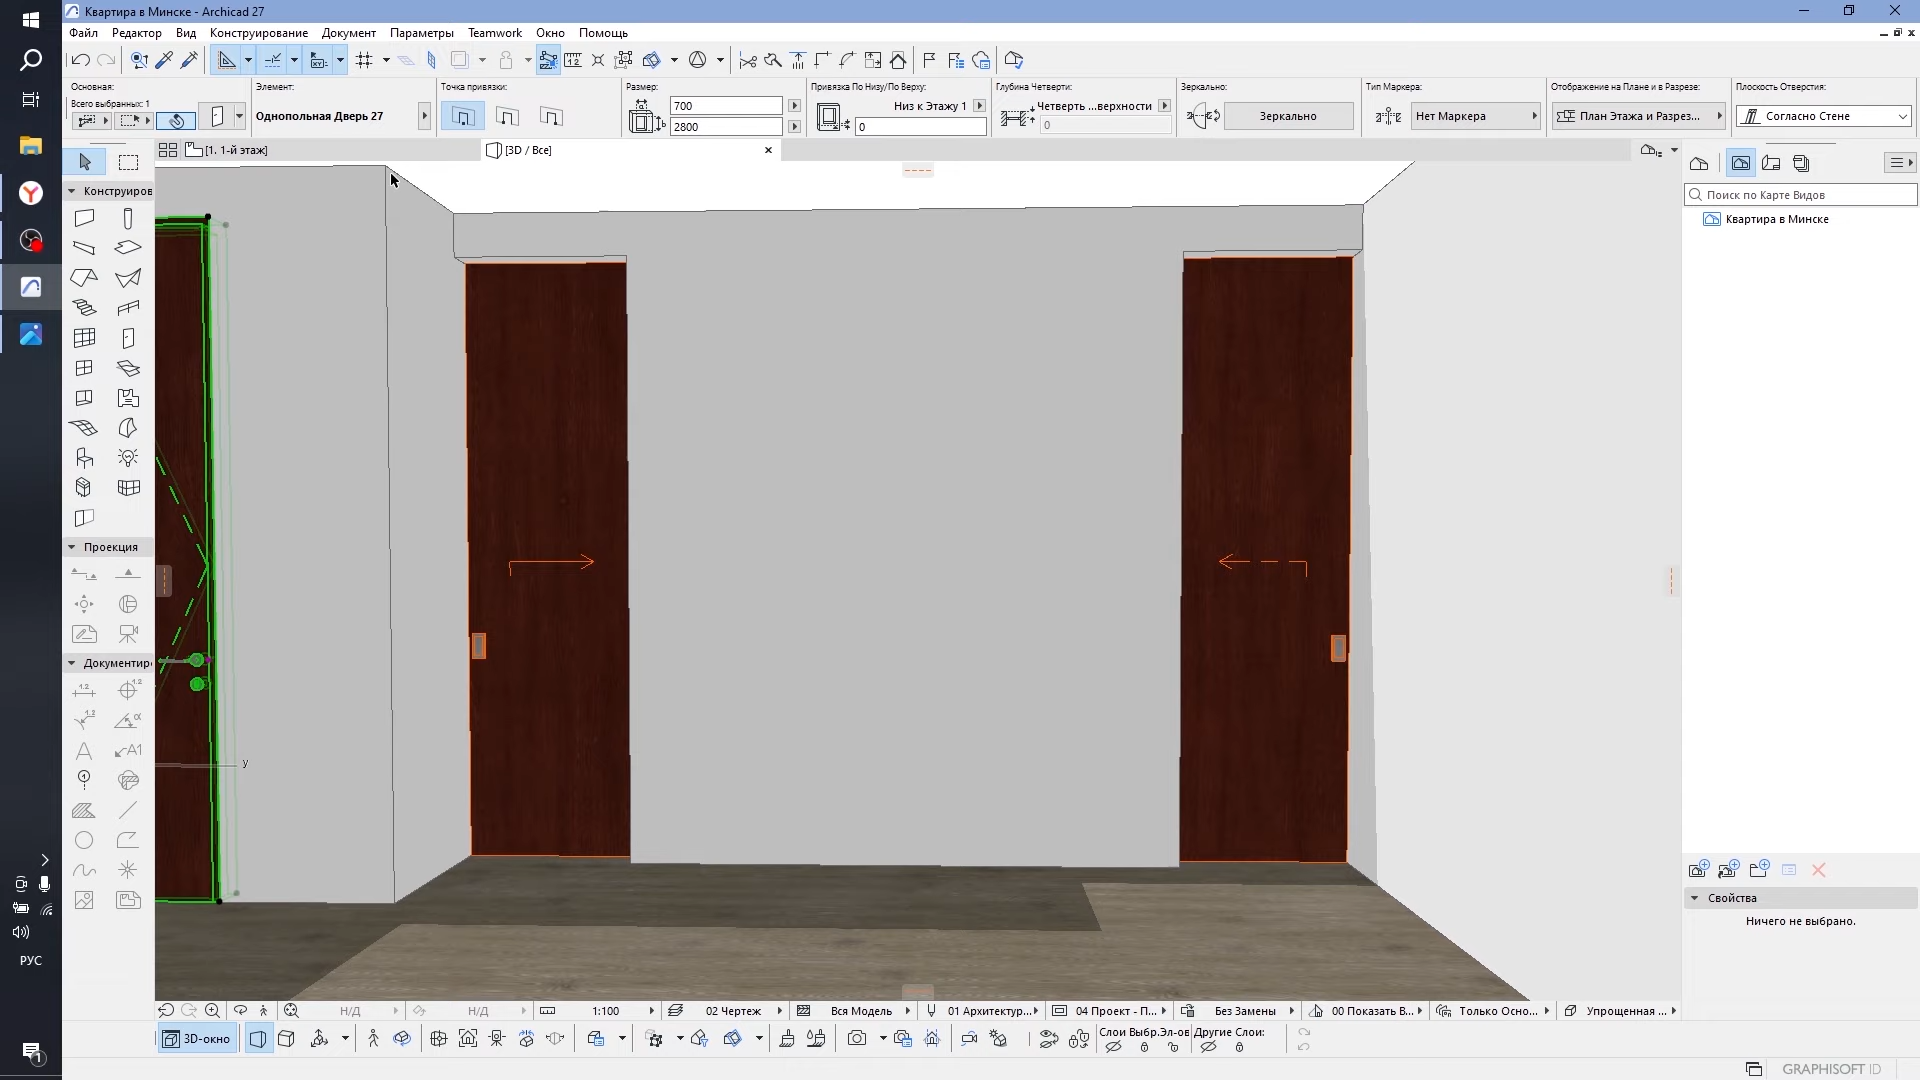 Квартира в Минске - Archicad 27
Файл Редактор Вид Конструирование Документ Параметры Teamwork Окно Помощь
Основная:
Всего выбранных: 1
Элемент:
Однопольная Дверь 27
Точка привязки:
Размер:
700
2800
Привязка По Низу/По Верху:
Низ к Этажу 1
0
Глубина Четверти:
Четверть ...верхности
0
Зеркально:
Зеркально
Тип Маркера:
Нет Маркера
Отображение на Плане и в Разрезе:
План Этажа и Разрез...
Плоскость Отверстия:
Согласно Стене
[1. 1-й этаж]
[3D / Все]
Поиск по Карте Видов
Квартира в Минске
Конструиров
Проекция
Документиро
y
Свойства
Ничего не выбрано.
Н/Д
Н/Д
1:100
02 Чертеж
Вся Модель
01 Архитектур...
04 Проект - П...
Без Замены
00 Показать В...
Только Осно...
Упрощенная ...
3D-окно
Слои Выбр.Эл-ов
Другие Слои:
РУС
1
GRAPHISOFT ID